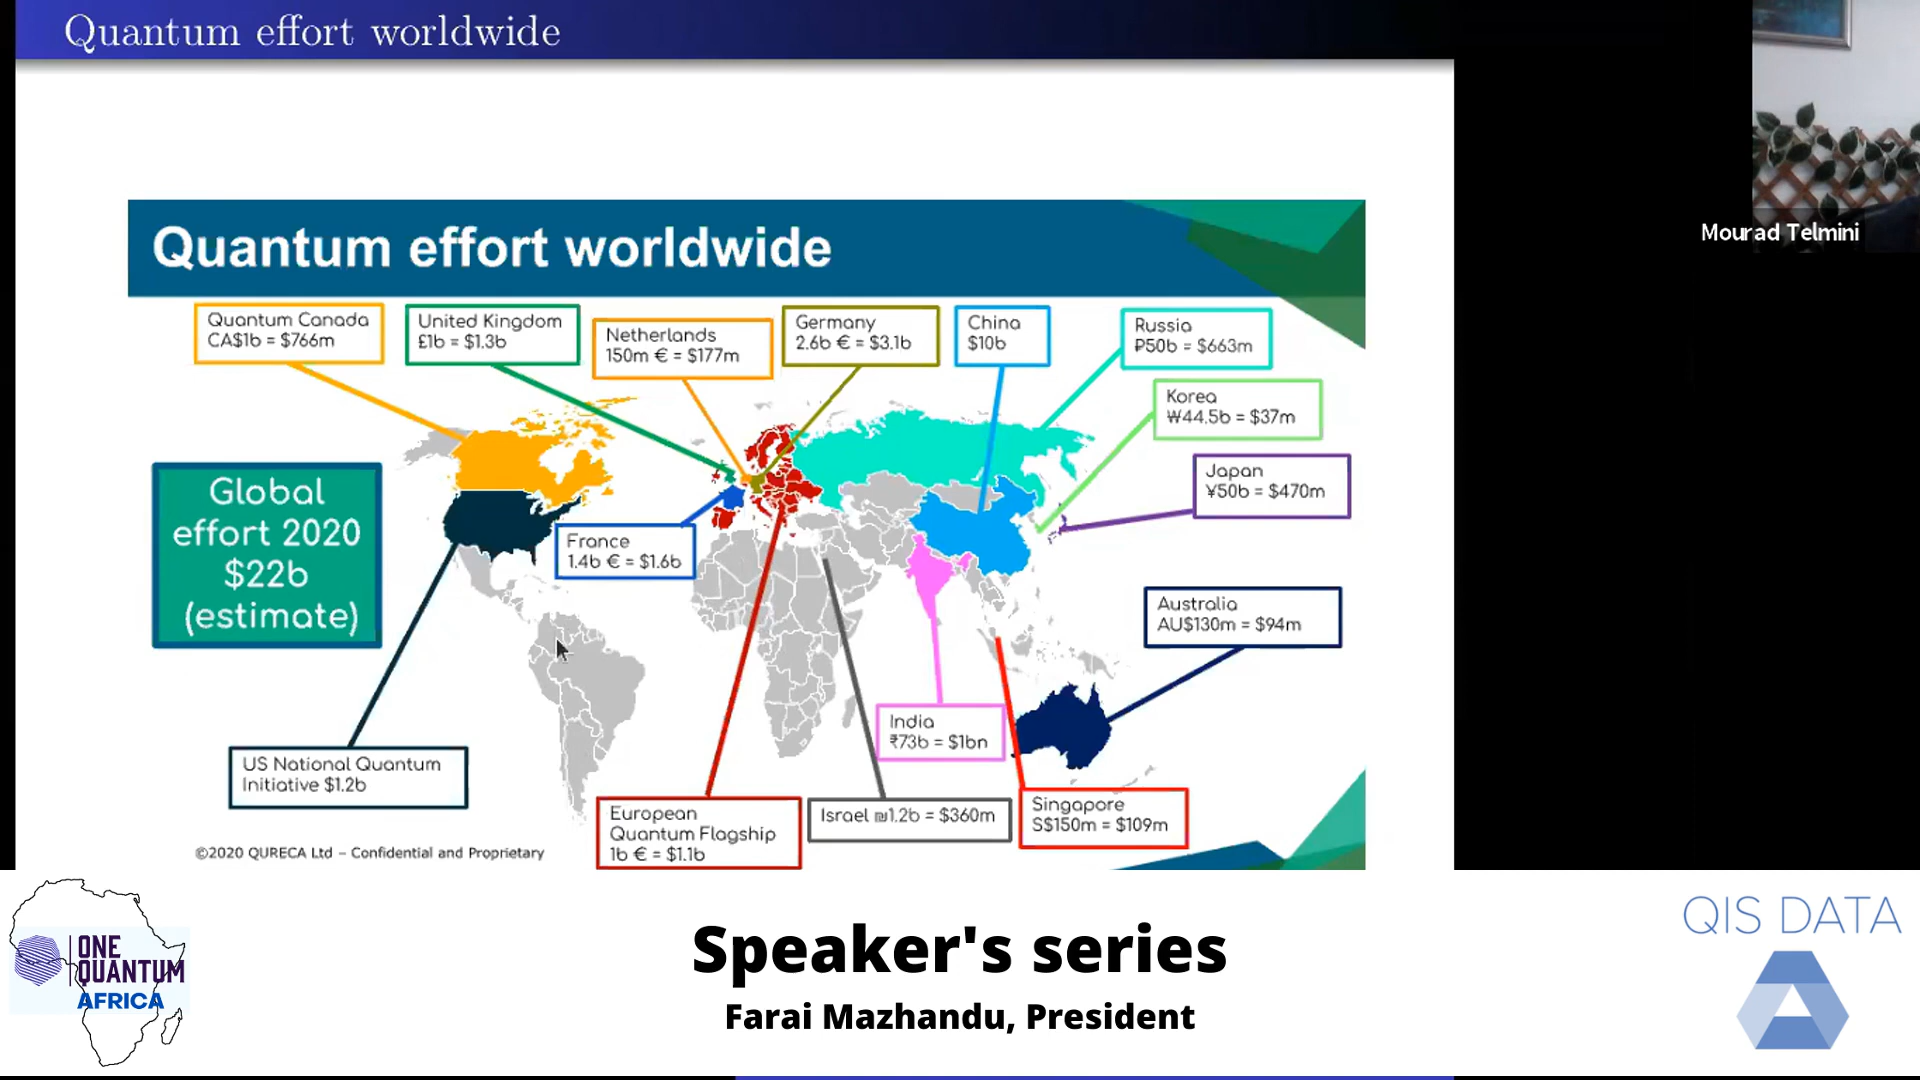 Quantum effort worldwide
Mourad Telmini
Quantum effort worldwide
Quantum Canada
CA$1b = $766m
United Kingdom
£1b = $1.3b
Netherlands
150m € = $177m
Germany
2.6b € = $3.1b
China
$10b
Russia
₽50b = $663m
Korea
₩44.5b = $37m
Japan
¥50b = $470m
Global
effort 2020
$22b
(estimate)
France
1.4b € = $1.6b
Australia
AU$130m = $94m
India
₹73b = $1bn
US National Quantum
Initiative $1.2b
European
Quantum Flagship
1b € = $1.1b
Israel ₪1.2b = $360m
Singapore
S$150m = $109m
©2020 QURECA Ltd – Confidential and Proprietary
ONE
QUANTUM
AFRICA
Speaker's series
Farai Mazhandu, President
QIS DATA